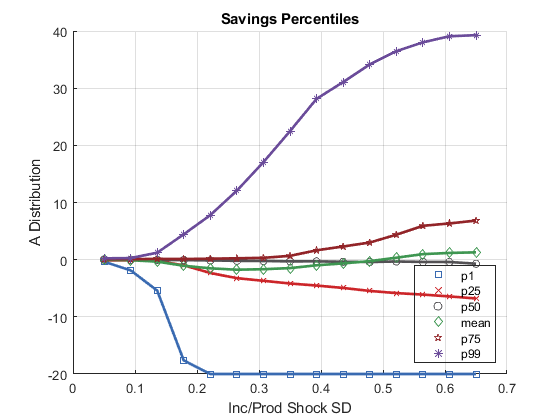 Savings Percentiles
40
30
20
10
0
-10
-20
A Distribution
0
0.1
0.2
0.3
0.4
0.5
0.6
0.7
Inc/Prod Shock SD
p1
p25
p50
mean
p75
p99